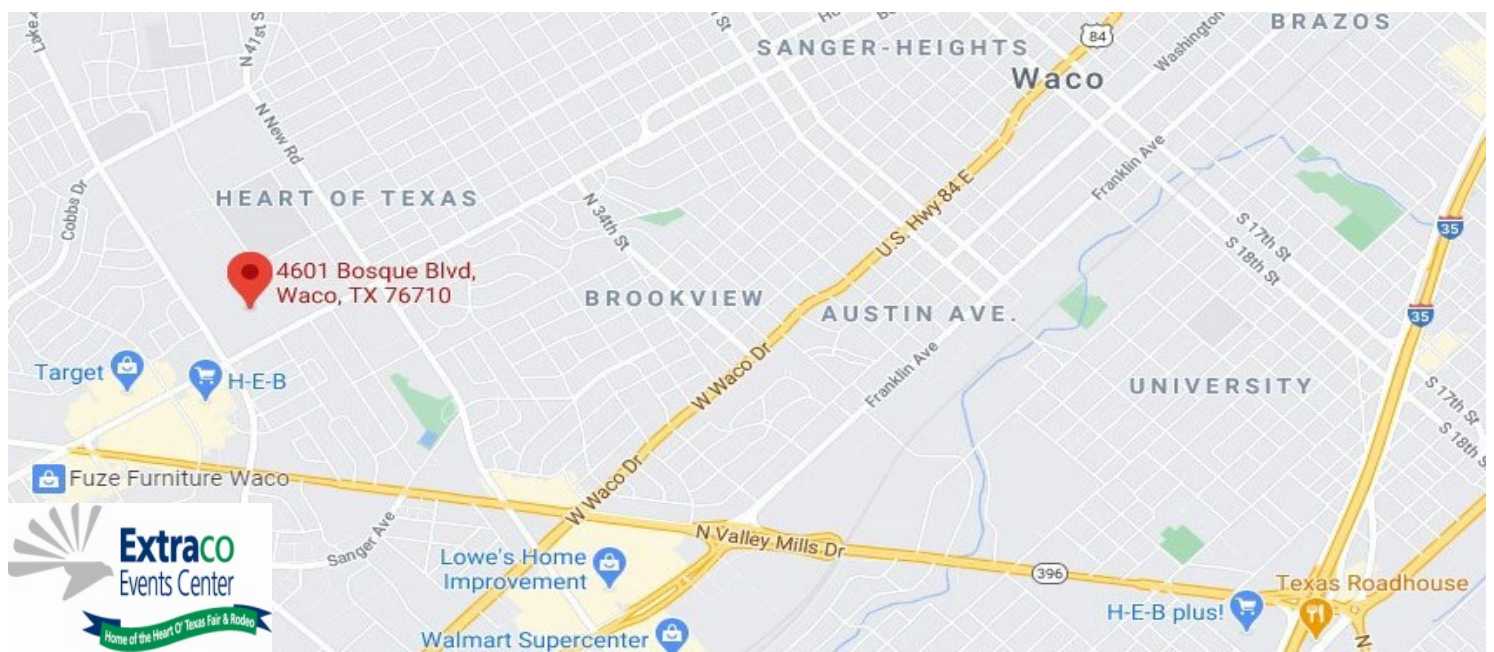 BRAZOS
SANGER-HEIGHTS
Washington
84
Waco
N 41st S
N New Rd
Franklin Ave
HEART OF TEXAS
Cobbs Dr
N 34th St
U.S. Hwy 84 E
S 17th St
S 18th St
35
4601 Bosque Blvd,
Waco, TX 76710
BROOKVIEW
AUSTIN AVE.
35
Target
H-E-B
W Waco Dr
Franklin Ave
UNIVERSITY
S 17th St
S 18th St
Fuze Furniture Waco
W Waco Dr
Sanger Ave
N Valley Mills Dr
Extraco
Events Center
Home of the Heart O' Texas Fair & Rodeo
Lowe's Home
Improvement
396
Texas Roadhouse
H-E-B plus!
Walmart Supercenter